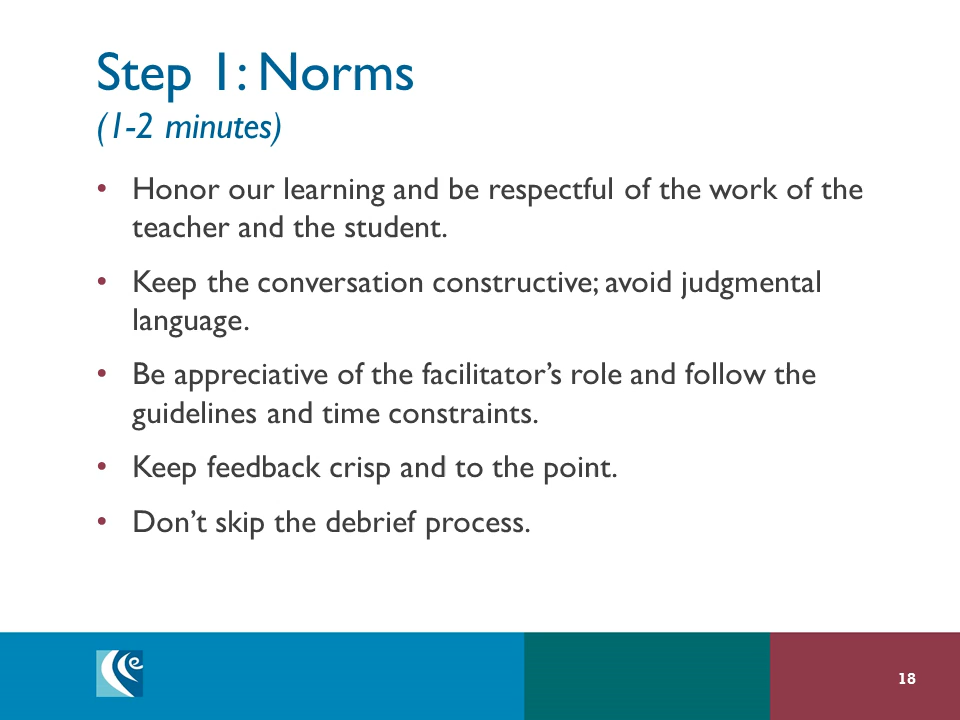 Step 1: Norms
(1-2 minutes)
• Honor our learning and be respectful of the work of the
teacher and the student.
• Keep the conversation constructive; avoid judgmental
language.
• Be appreciative of the facilitator’s role and follow the
guidelines and time constraints.
• Keep feedback crisp and to the point.
• Don’t skip the debrief process.
e
18